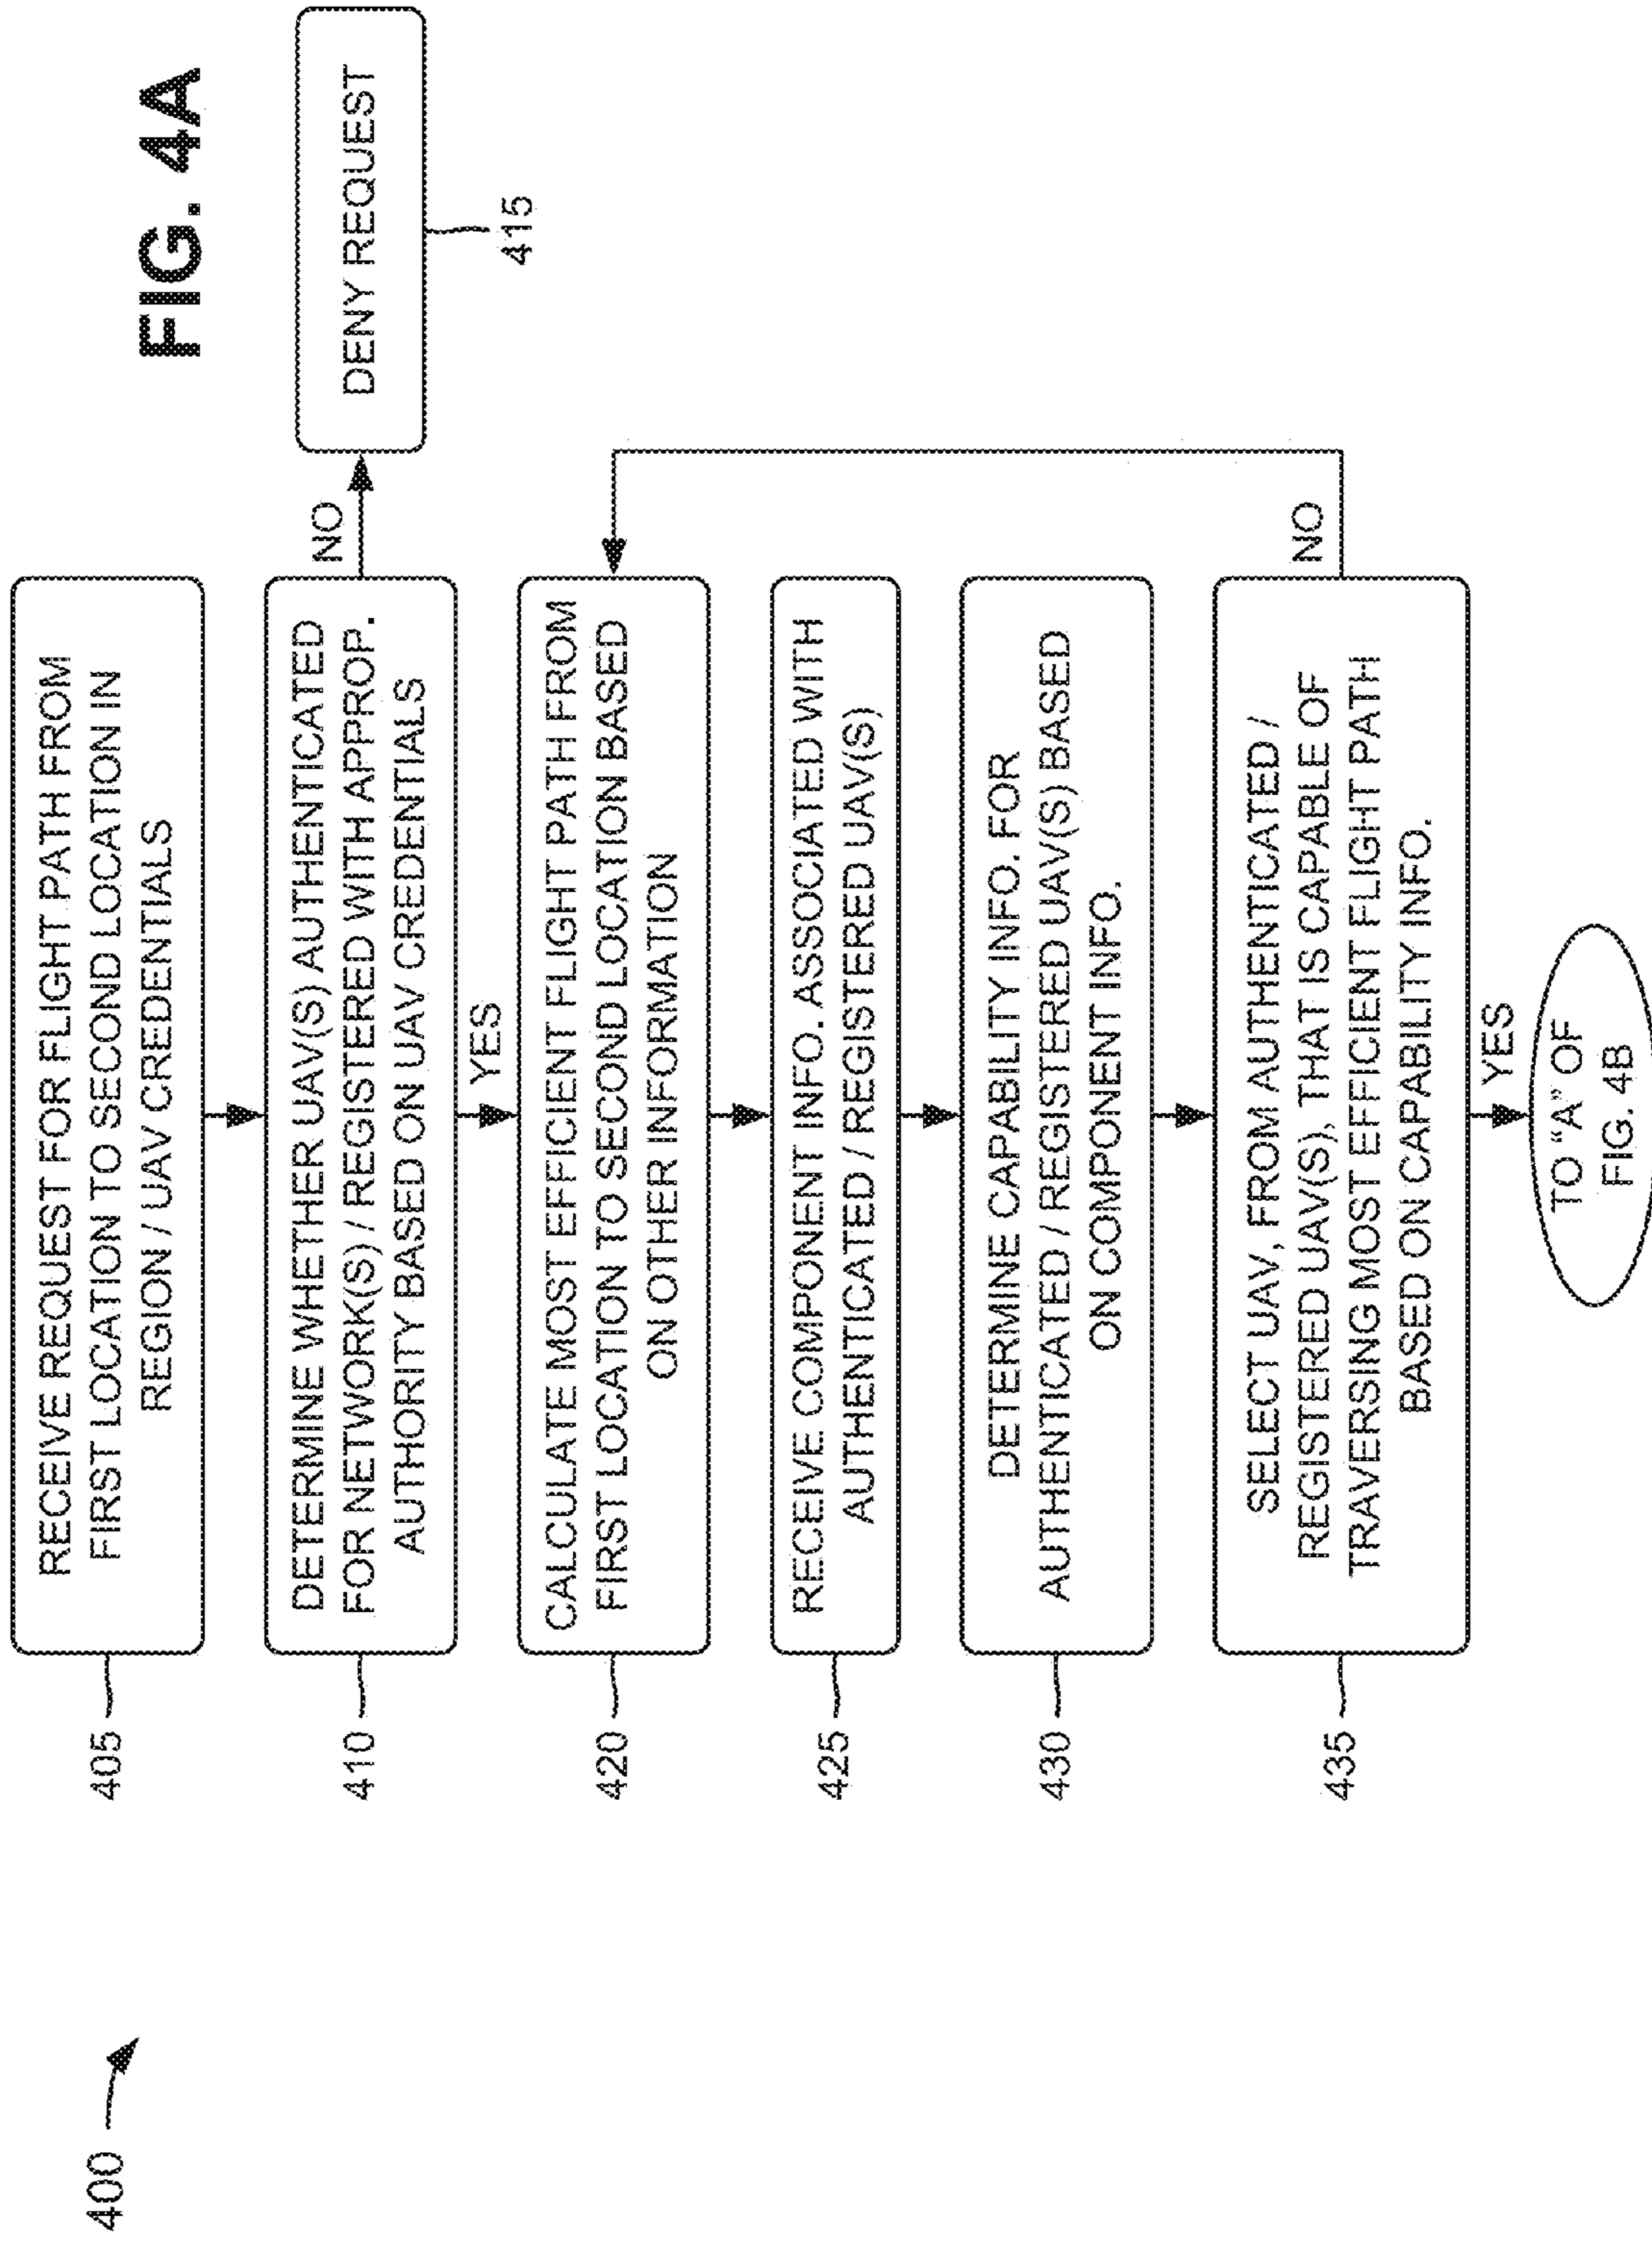 400
FIG. 4A
405
RECEIVE REQUEST FOR FLIGHT PATH FROM
FIRST LOCATION TO SECOND LOCATION IN
REGION / UAV CREDENTIALS
410
DETERMINE WHETHER UAV(S) AUTHENTICATED
FOR NETWORK(S) / REGISTERED WITH APPROP.
AUTHORITY BASED ON UAV CREDENTIALS
NO
DENY REQUEST
415
YES
420
CALCULATE MOST EFFICIENT FLIGHT PATH FROM
FIRST LOCATION TO SECOND LOCATION BASED
ON OTHER INFORMATION
425
RECEIVE COMPONENT INFO. ASSOCIATED WITH
AUTHENTICATED / REGISTERED UAV(S)
430
DETERMINE CAPABILITY INFO. FOR
AUTHENTICATED / REGISTERED UAV(S) BASED
ON COMPONENT INFO.
435
SELECT UAV, FROM AUTHENTICATED /
REGISTERED UAV(S), THAT IS CAPABLE OF
TRAVERSING MOST EFFICIENT FLIGHT PATH
BASED ON CAPABILITY INFO.
NO
YES
TO "A" OF
FIG. 4B